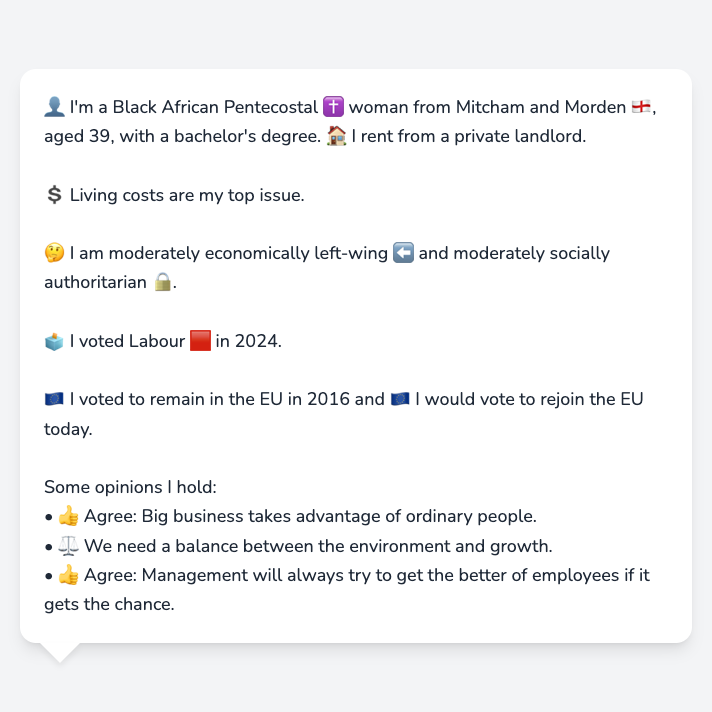 👤 I'm a Black African Pentecostal ✝️ woman from Mitcham and Morden 🏴󠁧󠁢󠁥󠁮󠁧󠁿,
aged 39, with a bachelor's degree. 🏠 I rent from a private landlord.
💲 Living costs are my top issue.
🤔 I am moderately economically left-wing ⬅️ and moderately socially
authoritarian 🔒.
🗳️ I voted Labour 🟥 in 2024.
🇪🇺 I voted to remain in the EU in 2016 and 🇪🇺 I would vote to rejoin the EU
today.
Some opinions I hold:
• 👍 Agree: Big business takes advantage of ordinary people.
• ⚖️ We need a balance between the environment and growth.
• 👍 Agree: Management will always try to get the better of employees if it
gets the chance.